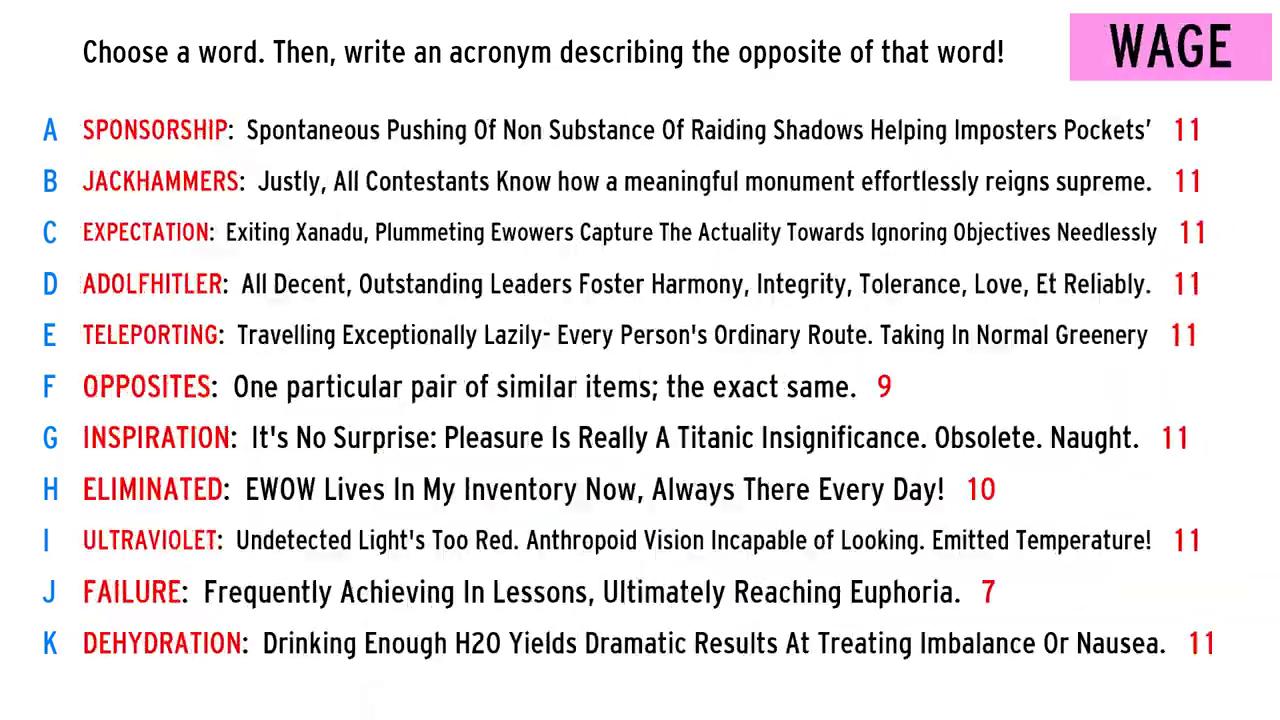 Choose a word. Then, write an acronym describing the opposite of that word!
WAGE
A SPONSORSHIP: Spontaneous Pushing Of Non Substance Of Raiding Shadows Helping Imposters Pockets’ 11
B JACKHAMMERS: Justly, All Contestants Know how a meaningful monument effortlessly reigns supreme. 11
C EXPECTATION: Exiting Xanadu, Plummeting Ewowers Capture The Actuality Towards Ignoring Objectives Needlessly 11
D ADOLFHITLER: All Decent, Outstanding Leaders Foster Harmony, Integrity, Tolerance, Love, Et Reliably. 11
E TELEPORTING: Travelling Exceptionally Lazily- Every Person's Ordinary Route. Taking In Normal Greenery 11
F OPPOSITES: One particular pair of similar items; the exact same. 9
G INSPIRATION: It's No Surprise: Pleasure Is Really A Titanic Insignificance. Obsolete. Naught. 11
H ELIMINATED: EWOW Lives In My Inventory Now, Always There Every Day! 10
I ULTRAVIOLET: Undetected Light's Too Red. Anthropoid Vision Incapable of Looking. Emitted Temperature! 11
J FAILURE: Frequently Achieving In Lessons, Ultimately Reaching Euphoria. 7
K DEHYDRATION: Drinking Enough H2O Yields Dramatic Results At Treating Imbalance Or Nausea. 11